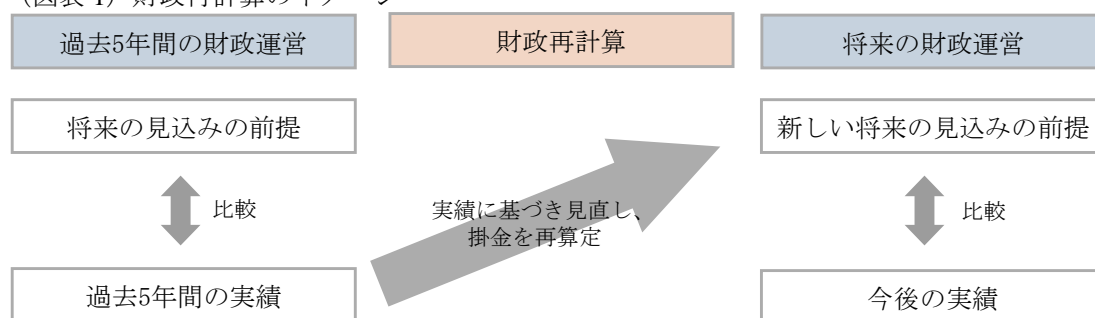 (図表 1) 財政再計算のイメージ
過去5年間の財政運営
財政再計算
将来の財政運営
将来の見込みの前提
新しい将来の見込みの前提
比較
実績に基づき見直し、
掛金を再算定
比較
過去5年間の実績
今後の実績